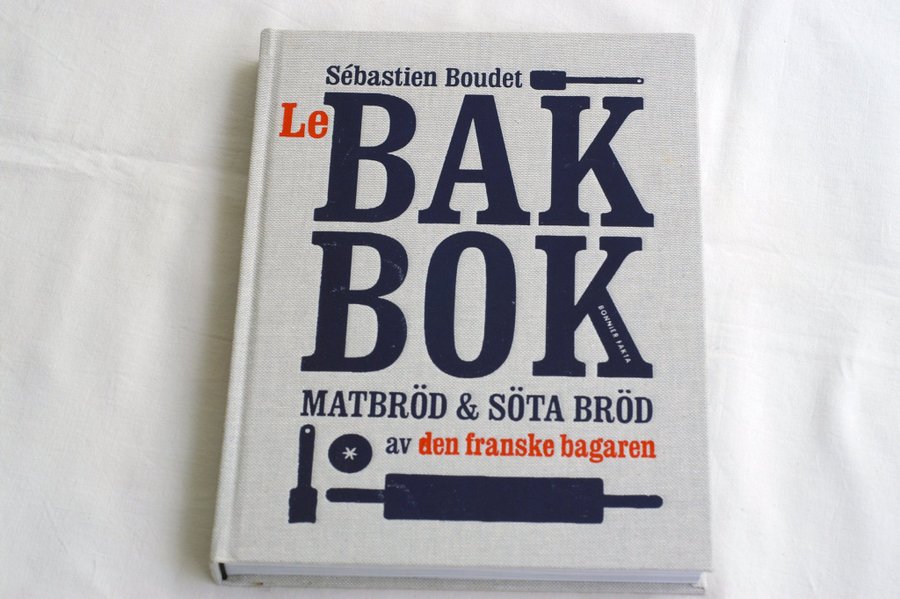 Sébastien Boudet
Le BAK
BOK
BONNIER FAKTA
MATBRÖD & SÖTA BRÖD
av den franske bagaren